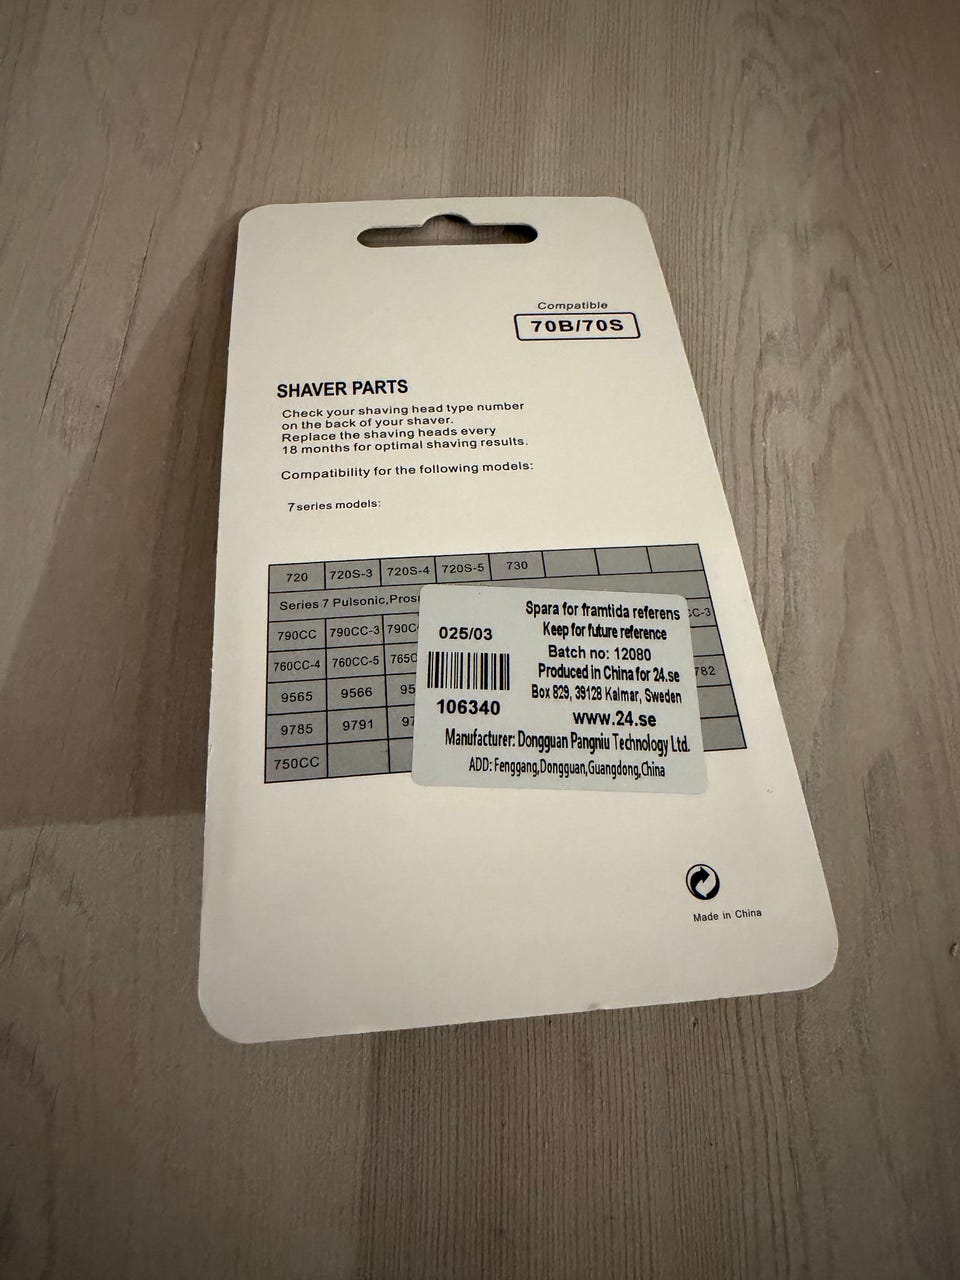 Compatible
70B/70S
SHAVER PARTS
Check your shaving head type number
on the back of your shaver.
Replace the shaving heads every
18 months for optimal shaving results.
Compatibility for the following models:
7 series models:
720 720S-3 720S-4 720S-5 730
Series 7 Pulsonic,
790CC 790CC-3
760CC-4 760CC-5
9565 9566
9785 9791
750CC
782
025/03
106340
Spara for framtida referens
Keep for future reference
Batch no: 12080
Produced in China for 24.se
Box 829, 39128 Kalmar, Sweden
www.24.se
Manufacturer: Dongguan Pangniu Technology Ltd.
ADD: Fenggang,Dongguan,Guangdong,China
Made in China